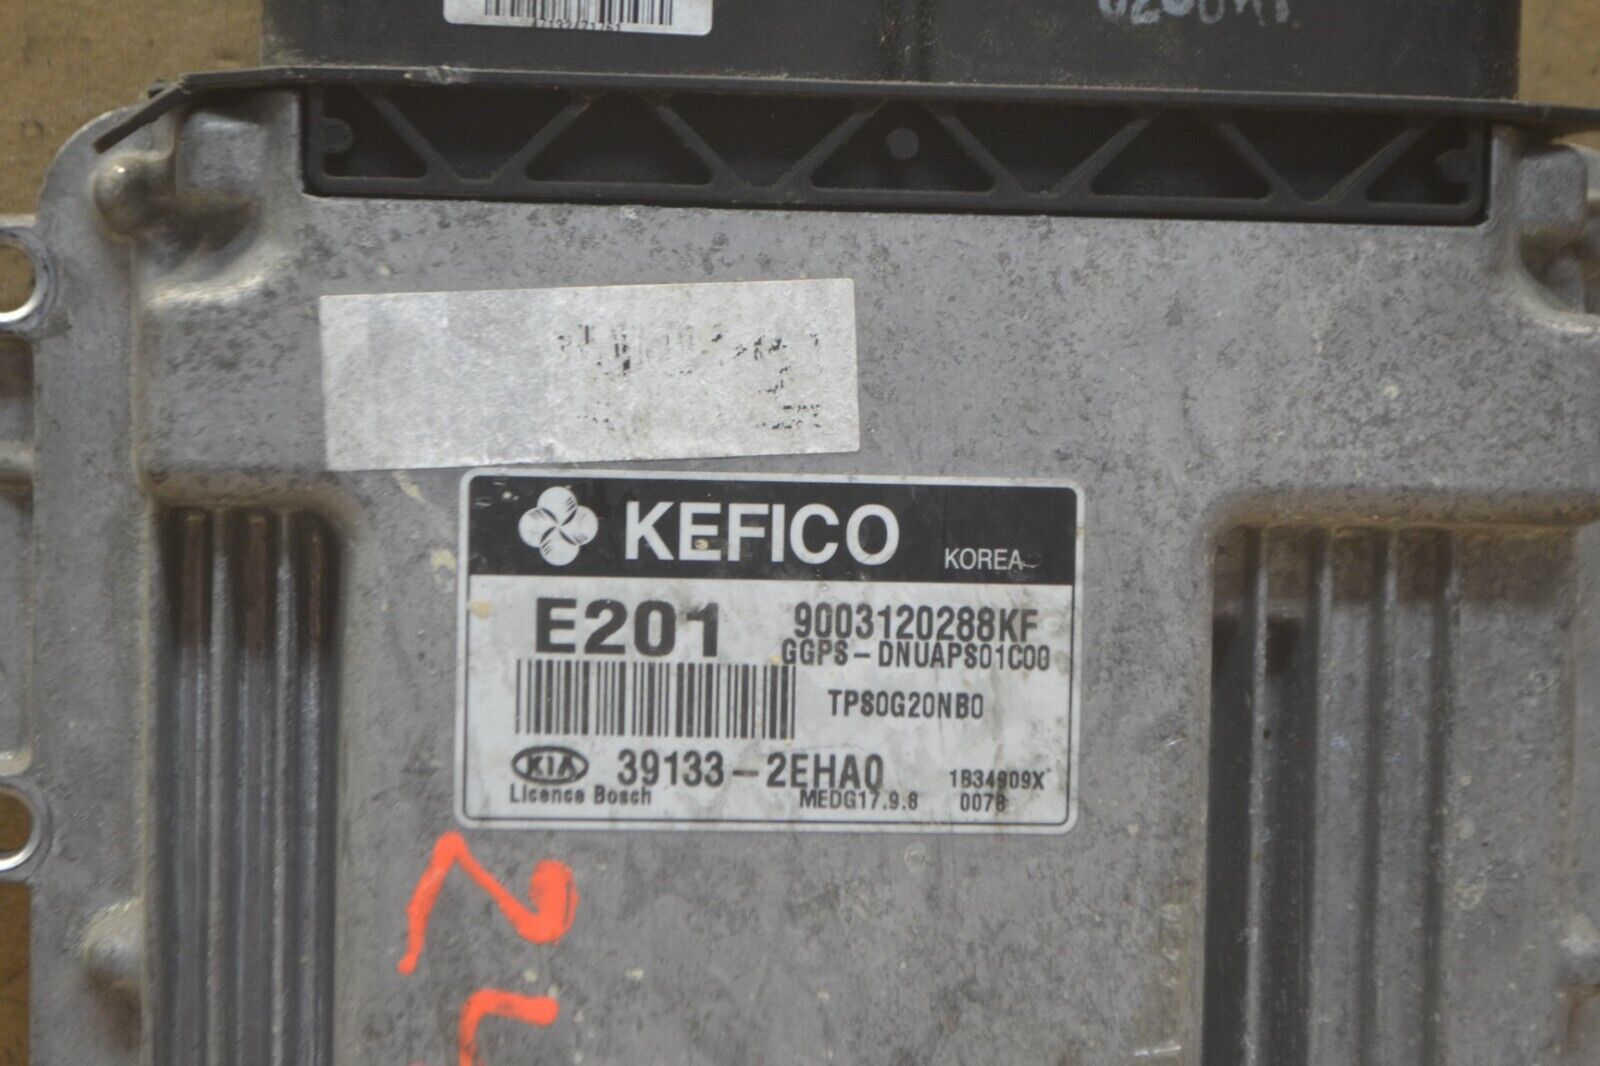 KEFICO KOREA
E201 9003120288KF
GGPS-DNUAPS01C00
TPS0G20NB0
KIA 39133-2EHA0 1B34909X
Licence Bosch MEDG17.9.8 0078